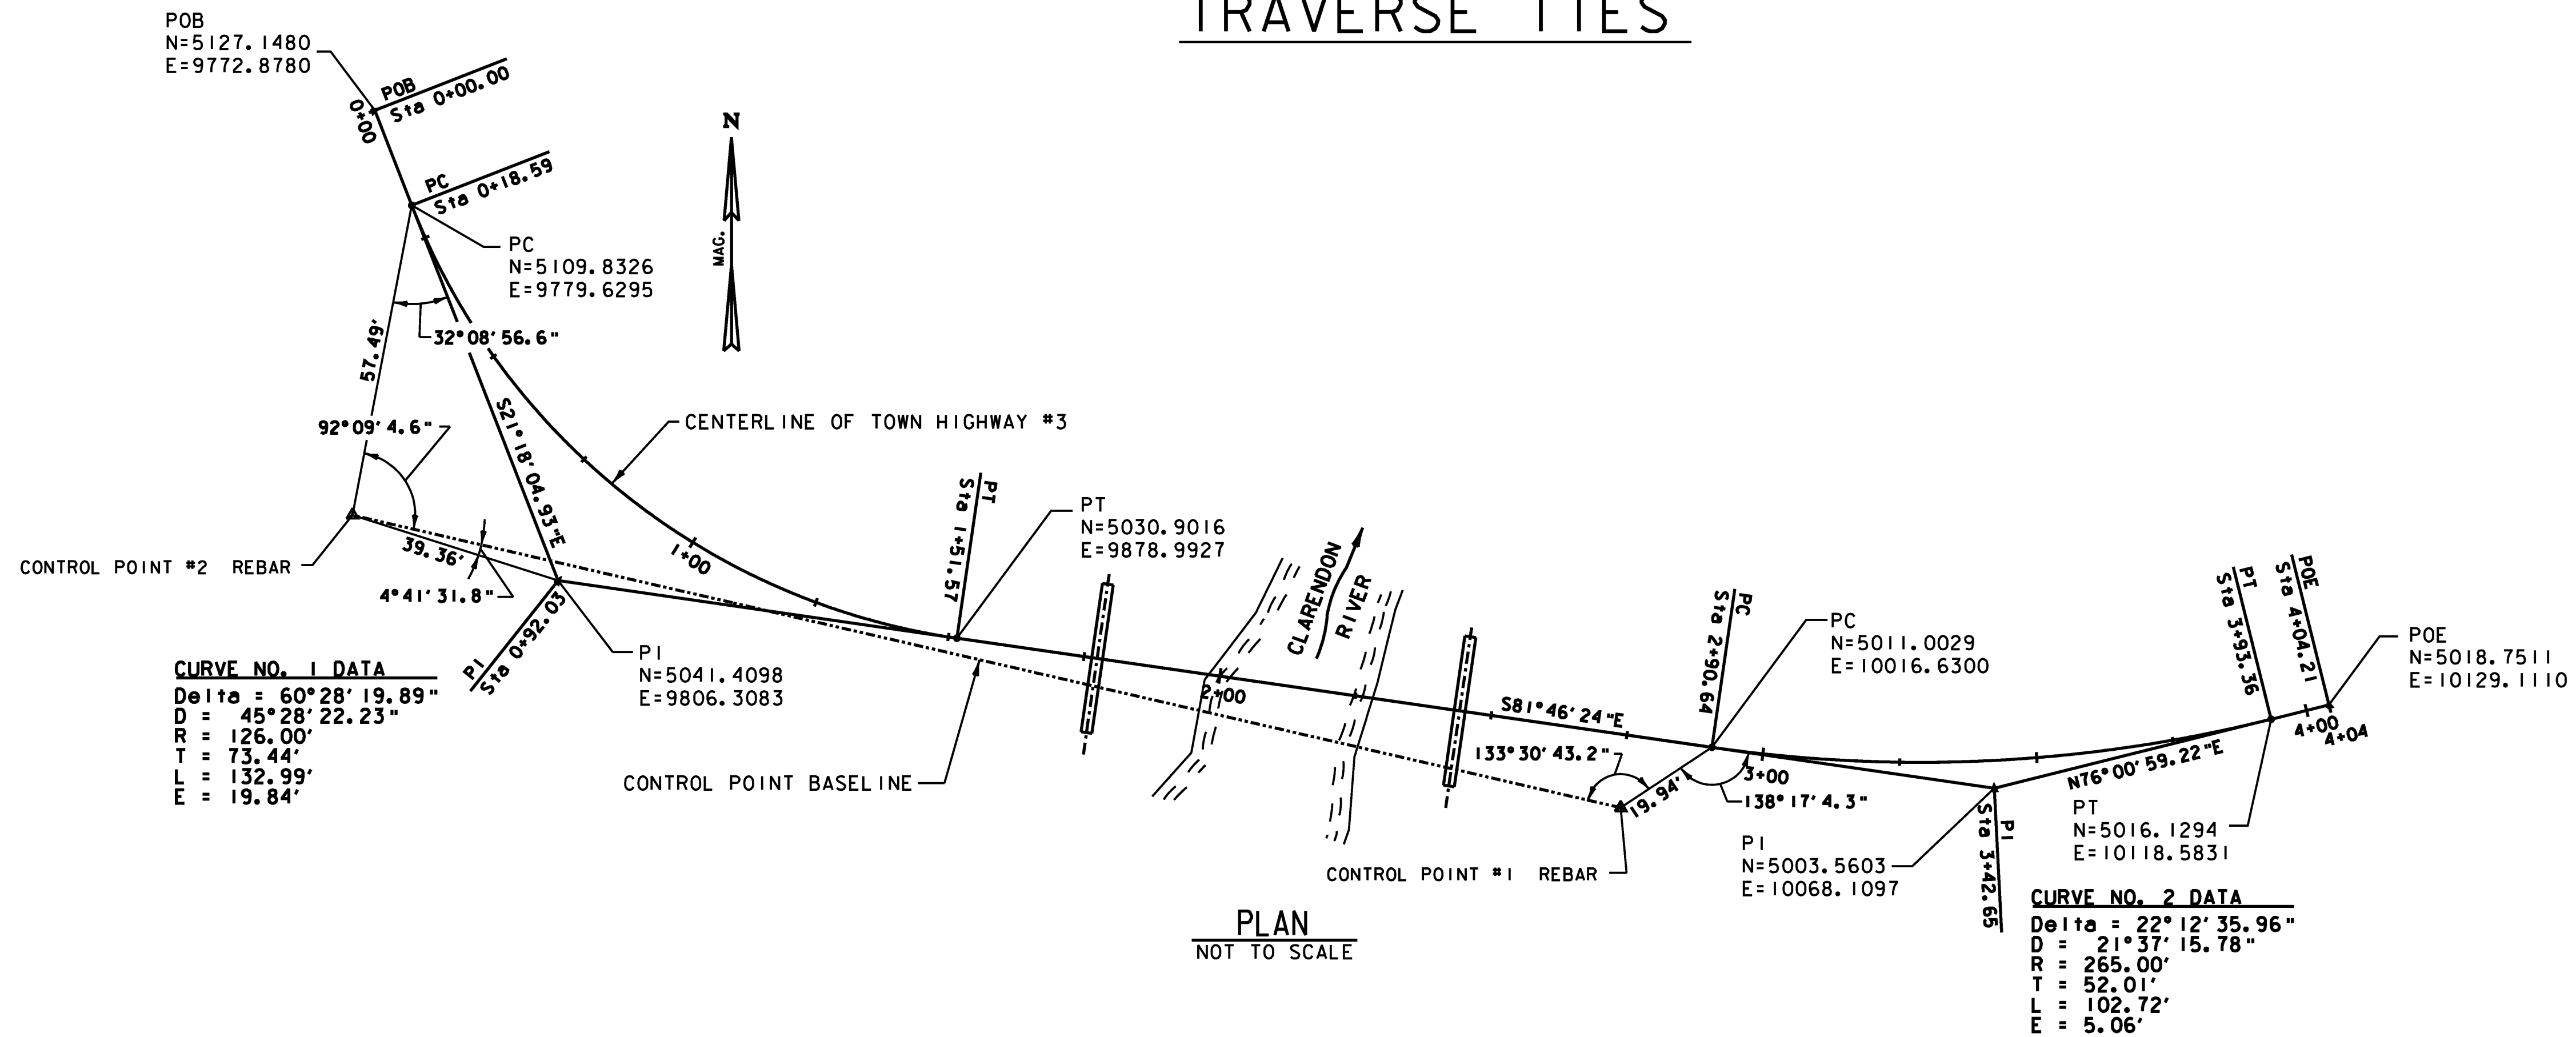 TRAVERSE TIES
POB
N=5127.1480
E=9772.8780
POB
Sta 0+00.00
0+00
PC
Sta 0+18.59
N
MAG.
PC
N=5109.8326
E=9779.6295
32°08'56.6"
57.49'
S21°18'04.93"E
92°09'4.6"
CENTERLINE OF TOWN HIGHWAY #3
39.36'
CONTROL POINT #2 REBAR
4°41'31.8"
1+00
PT
Sta 1+51.57
PT
N=5030.9016
E=9878.9927
PI
Sta 0+92.03
PI
N=5041.4098
E=9806.3083
CLARENDON
RIVER
2+00
CONTROL POINT BASELINE
S81°46'24"E
PC
Sta 2+90.64
PC
N=5011.0029
E=10016.6300
133°30'43.2"
19.94'
3+00
138°17'4.3"
CONTROL POINT #1 REBAR
PI
N=5003.5603
E=10068.1097
PI
Sta 3+42.65
N76°00'59.22"E
PT
Sta 3+93.36
POE
Sta 4+04.21
4+00
4+04
POE
N=5018.7511
E=10129.1110
PT
N=5016.1294
E=10118.5831
CURVE NO. 1 DATA
Delta = 60°28'19.89"
D = 45°28'22.23"
R = 126.00'
T = 73.44'
L = 132.99'
E = 19.84'
PLAN
NOT TO SCALE
CURVE NO. 2 DATA
Delta = 22°12'35.96"
D = 21°37'15.78"
R = 265.00'
T = 52.01'
L = 102.72'
E = 5.06'